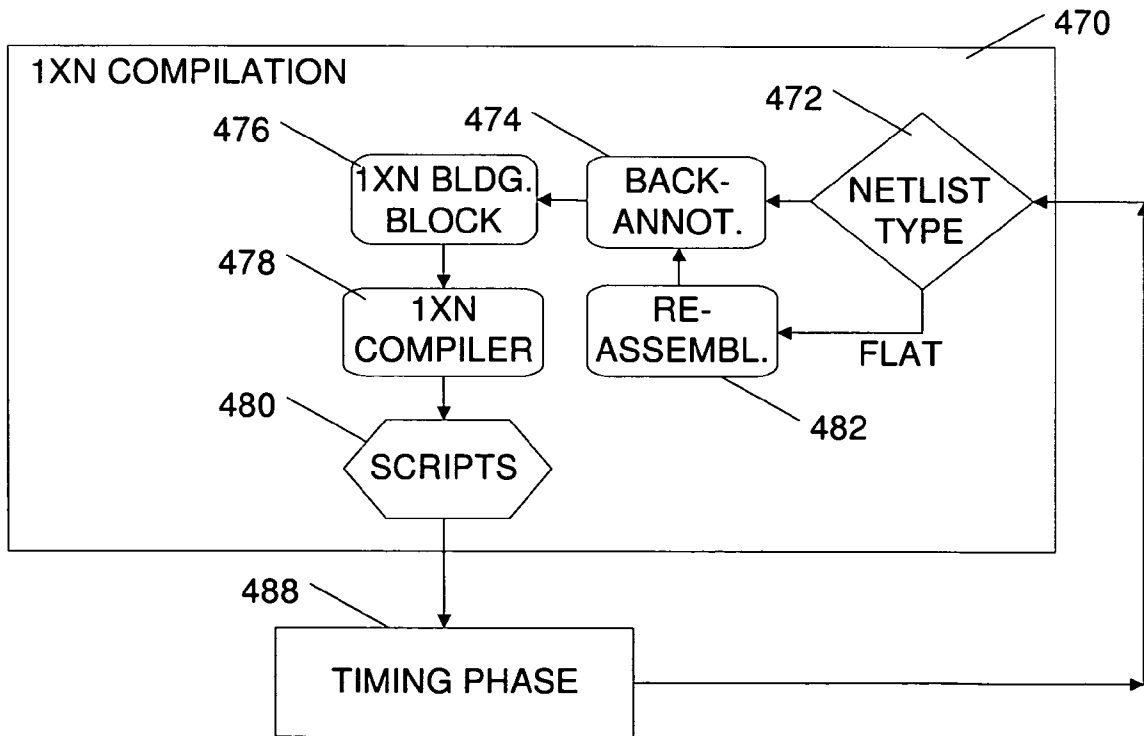 470
1XN COMPILATION
472
474
476
1XN BLDG.
BLOCK
BACK-
ANNOT.
NETLIST
TYPE
478
1XN
COMPILER
RE-
ASSEMBL.
FLAT
480
482
SCRIPTS
488
TIMING PHASE